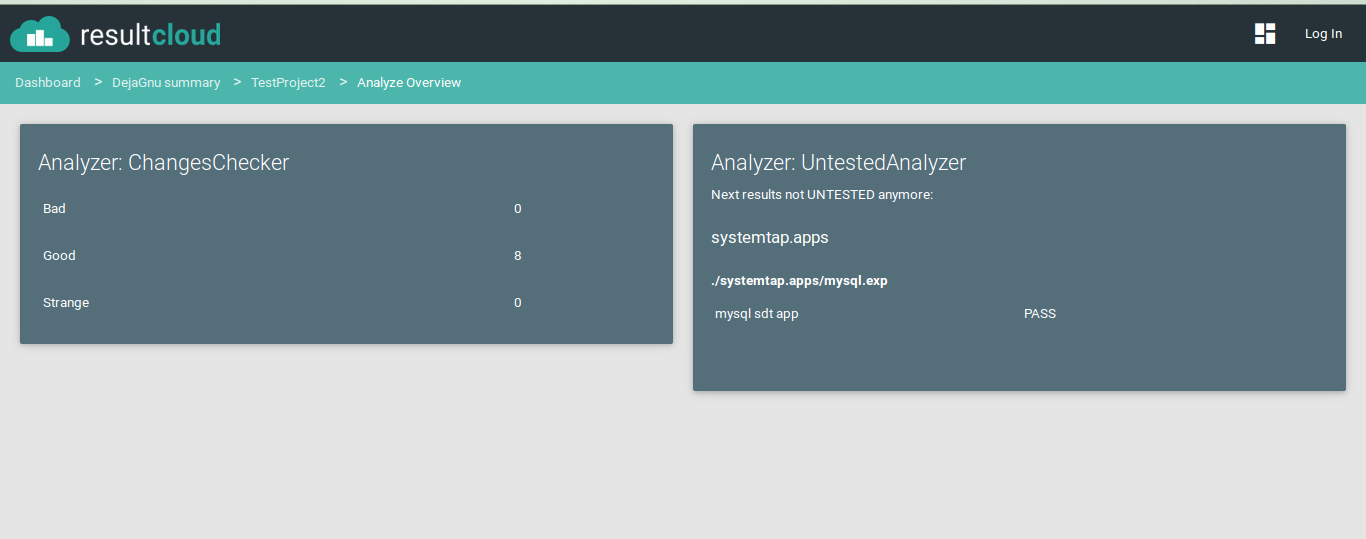 resultcloud
Log In
Dashboard > DejaGnu summary > TestProject2 > Analyze Overview
Analyzer: ChangesChecker
Bad 0
Good 8
Strange 0
Analyzer: UntestedAnalyzer
Next results not UNTESTED anymore:
systemtap.apps
./systemtap.apps/mysql.exp
mysql sdt app PASS